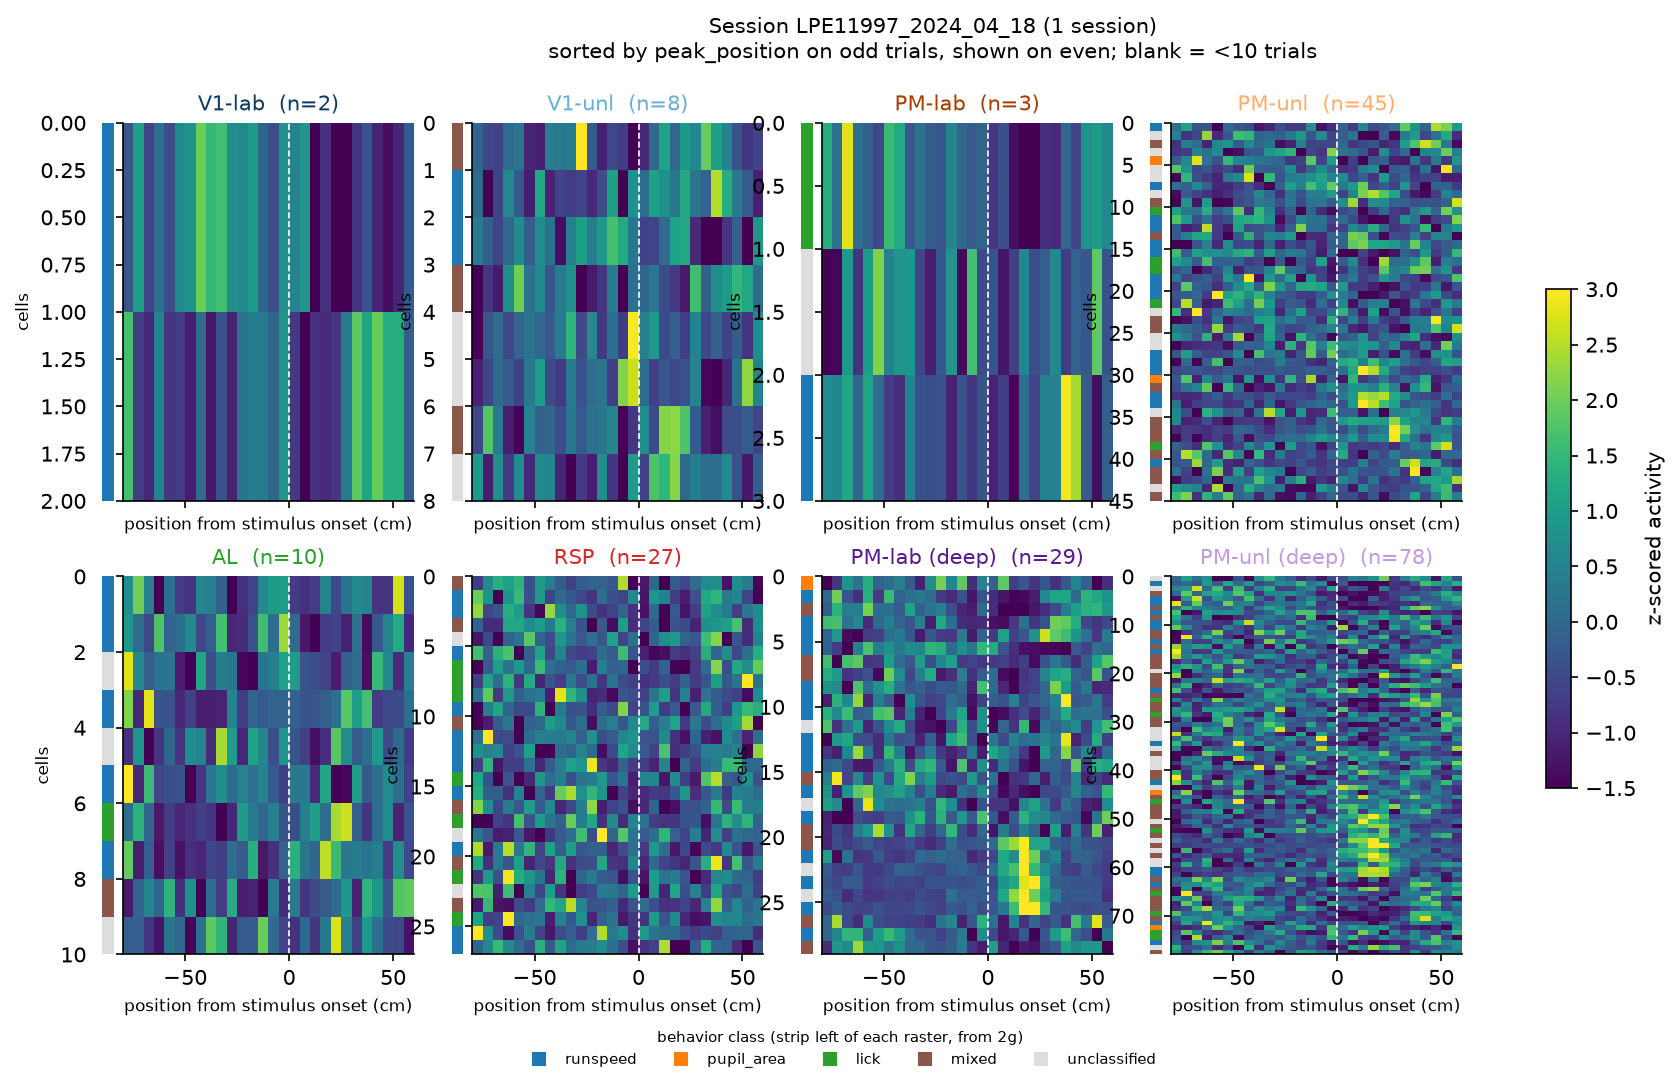 Session LPE11997_2024_04_18 (1 session)
sorted by peak_position on odd trials, shown on even; blank = <10 trials
V1-lab (n=2)
V1-unl (n=8)
PM-lab (n=3)
PM-unl (n=45)
0.00
0.25
0.50
0.75
1.00
1.25
1.50
1.75
2.00
cells
position from stimulus onset (cm)
0
1
2
3
4
5
6
7
8
cells
position from stimulus onset (cm)
0.0
0.5
1.0
1.5
2.0
2.5
3.0
cells
position from stimulus onset (cm)
0
5
10
15
20
25
30
35
40
45
cells
position from stimulus onset (cm)
AL (n=10)
RSP (n=27)
PM-lab (deep) (n=29)
PM-unl (deep) (n=78)
0
2
4
6
8
10
cells
−50
0
50
position from stimulus onset (cm)
0
5
10
15
20
25
cells
−50
0
50
position from stimulus onset (cm)
0
5
10
15
20
25
cells
−50
0
50
position from stimulus onset (cm)
0
10
20
30
40
50
60
70
cells
−50
0
50
position from stimulus onset (cm)
3.0
2.5
2.0
1.5
1.0
0.5
0.0
−0.5
−1.0
−1.5
z-scored activity
behavior class (strip left of each raster, from 2g)
runspeed
pupil_area
lick
mixed
unclassified